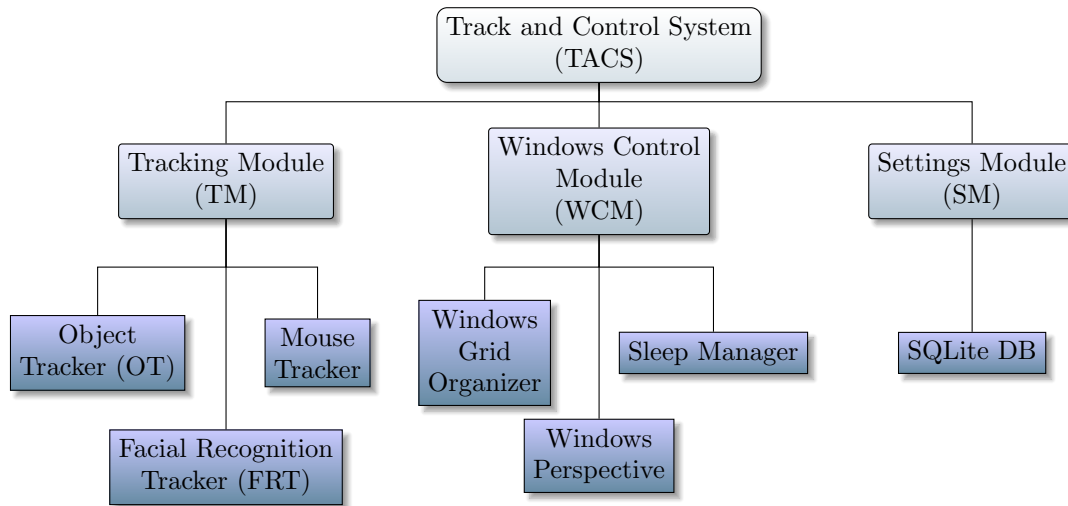 Track and Control System
(TACS)
Tracking Module
(TM)
Windows Control
Module
(WCM)
Settings Module
(SM)
Object
Tracker (OT)
Mouse
Tracker
Facial Recognition
Tracker (FRT)
Windows
Grid
Organizer
Sleep Manager
Windows
Perspective
SQLite DB